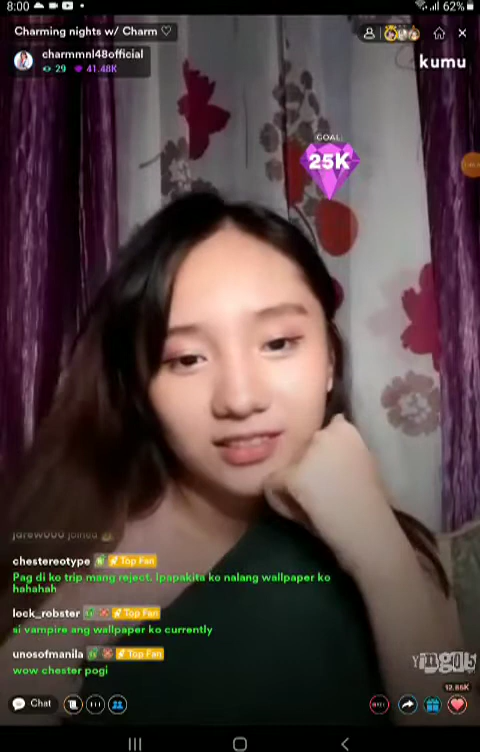 8:00
62%
Charming nights w/ Charm ♡
charmmnl48official
29 41.48K
kumu
GOAL:
25K
jarew000 joined
chestereotype Top Fan
Pag di ko trip mang reject. Ipapakita ko nalang wallpaper ko
hahahah
lock_robster Top Fan
si vampire ang wallpaper ko currently
unosofmanila Top Fan
wow chester pogi
12.86K
Chat